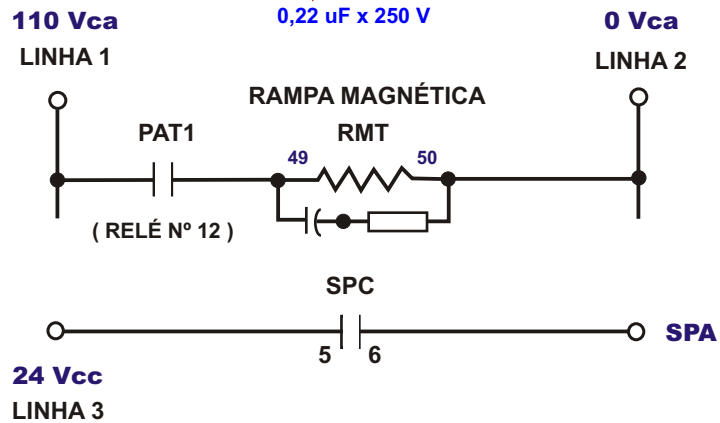 0,22 uF x 250 V
110 Vca
0 Vca
LINHA 1
LINHA 2
RAMPA MAGNÉTICA
PAT1
RMT
49
50
( RELÉ Nº 12 )
SPC
SPA
5
6
24 Vcc
LINHA 3